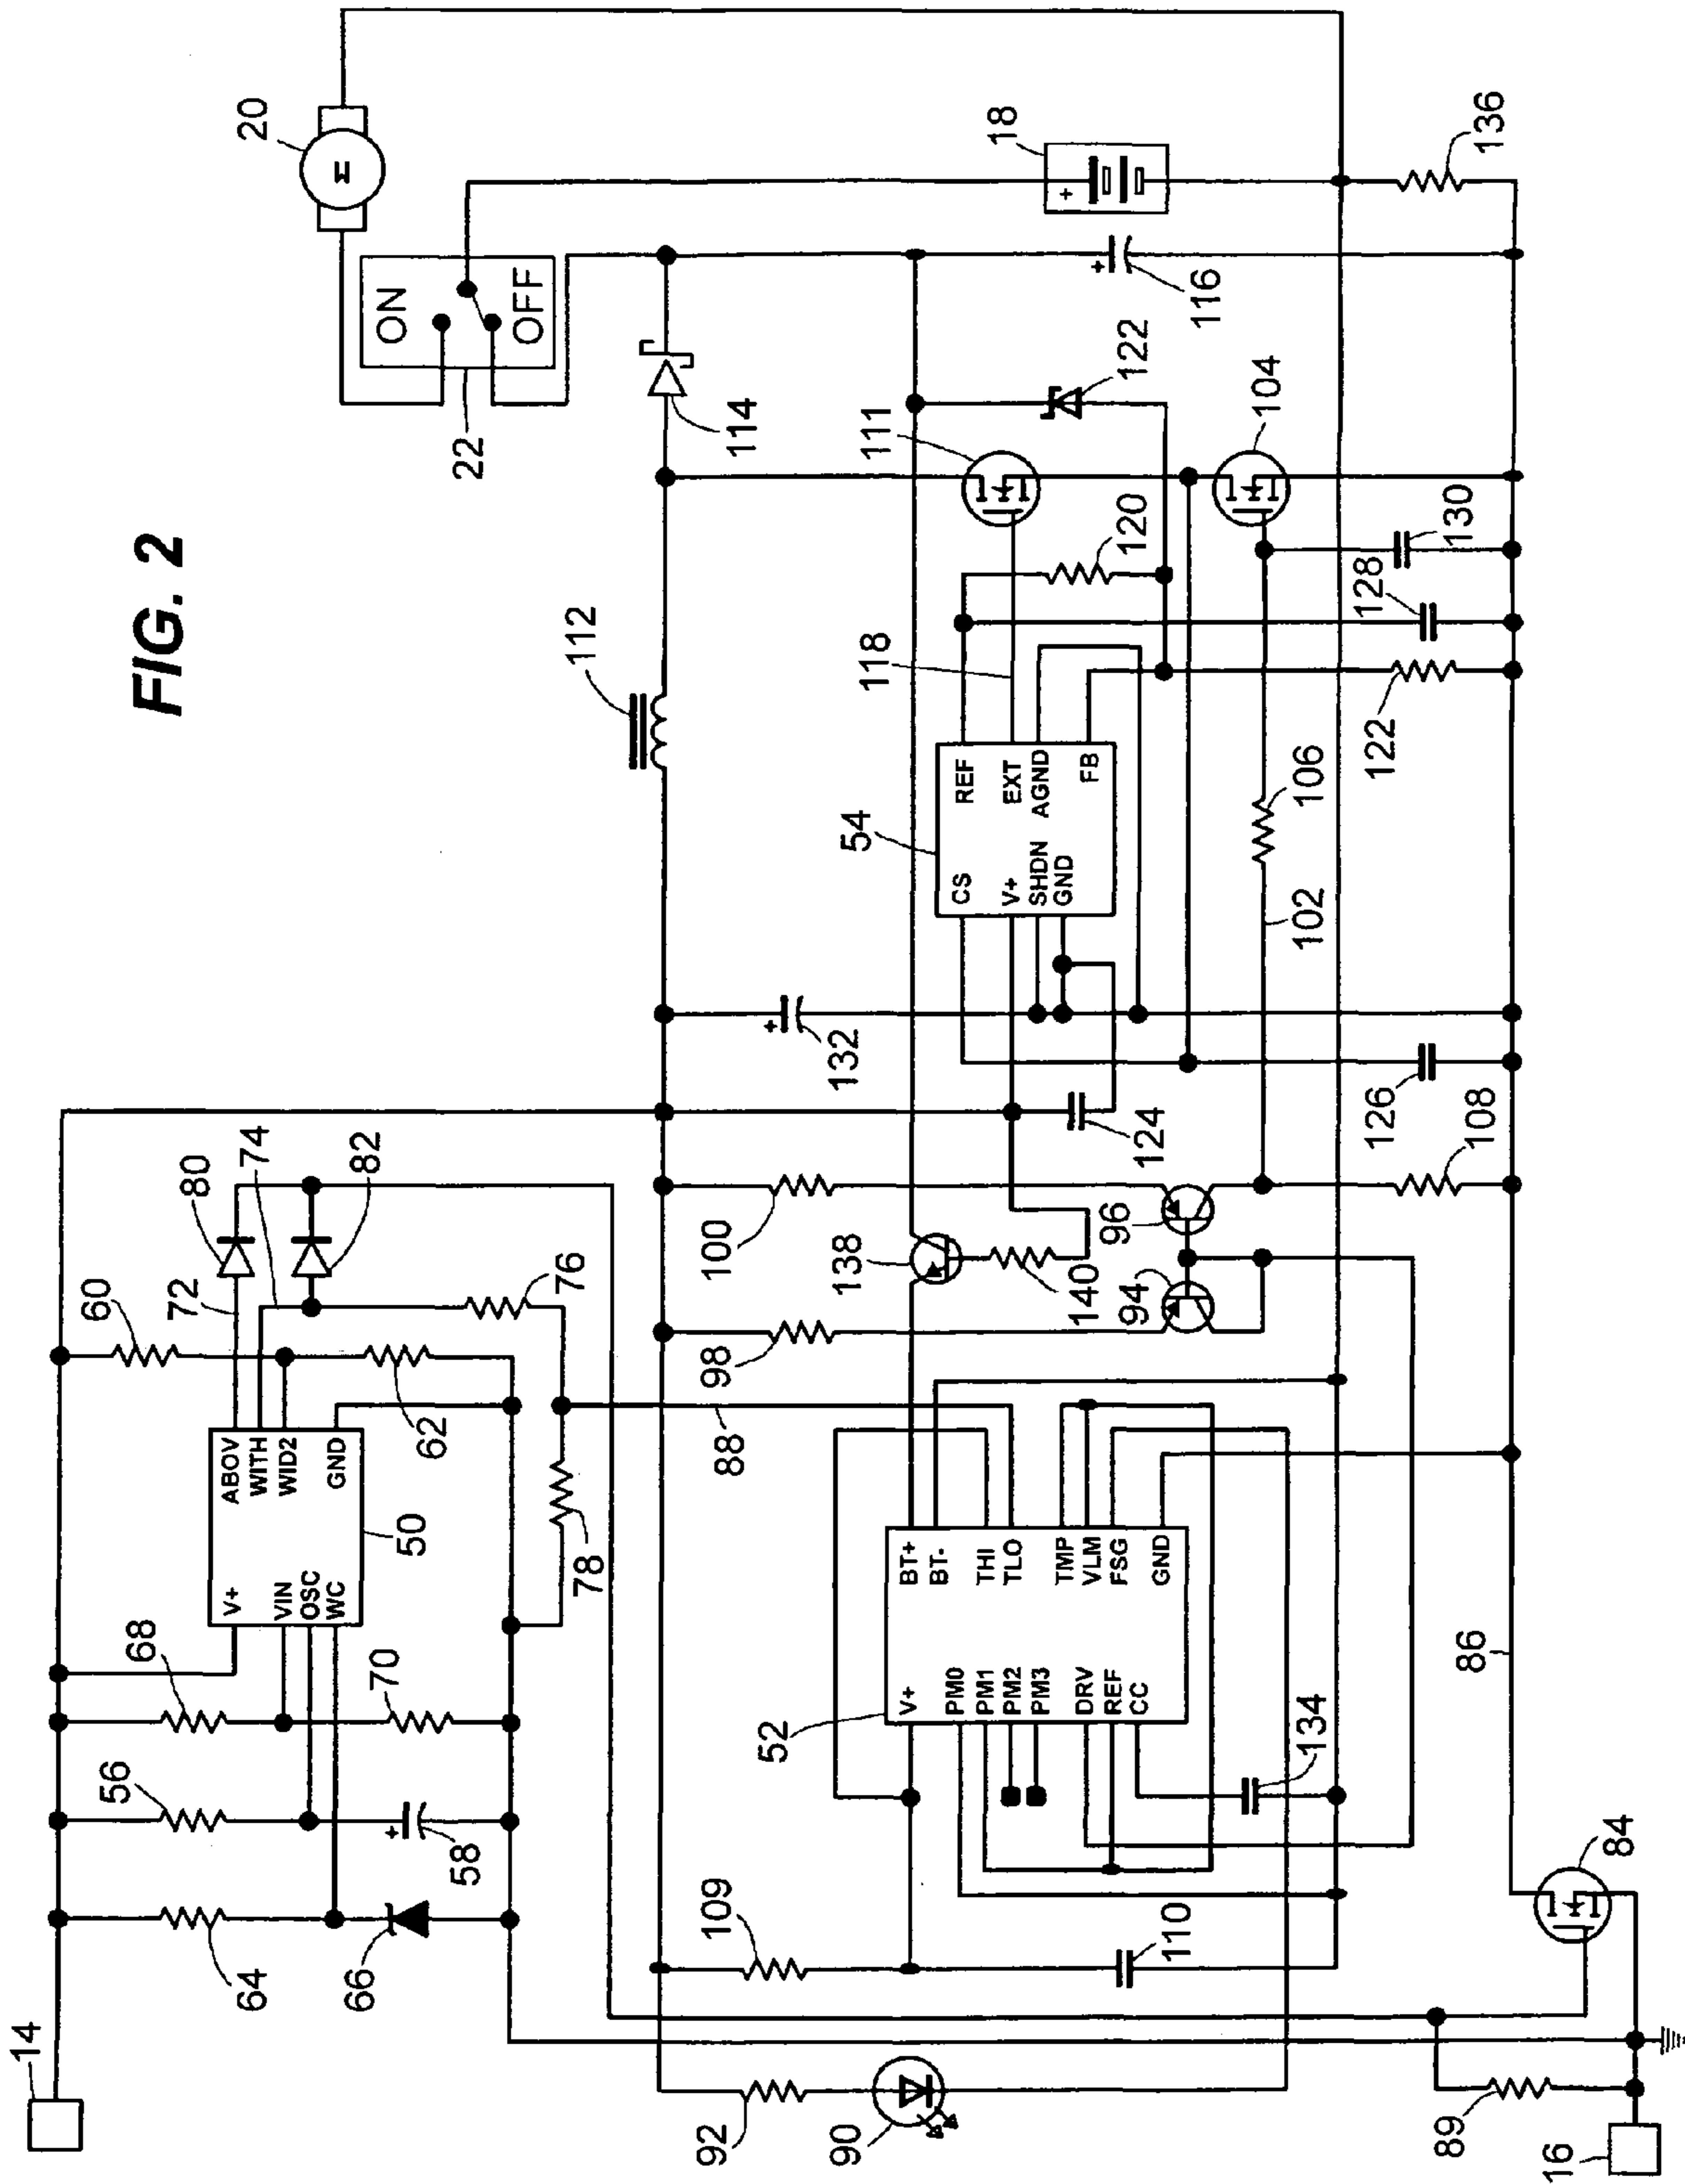 FIG. 2
20
ON
OFF
22
18
136
116
114
122
111
104
112
120
130
128
118
122
54
CS
V+
SHDN
GND
REF
EXT
AGND
FB
106
102
132
126
124
108
100
96
138
140
94
98
80
74
82
72
76
60
62
88
78
50
V+
VIN
OSC
WC
ABOV
WITH
WID2
GND
68
70
56
58
64
66
14
52
V+
PM0
PM1
PM2
PM3
DRV
REF
CC
BT+
BT-
THI
TLO
TMP
VLM
FSG
GND
134
86
84
109
110
92
90
89
16
M
+
+
+
+